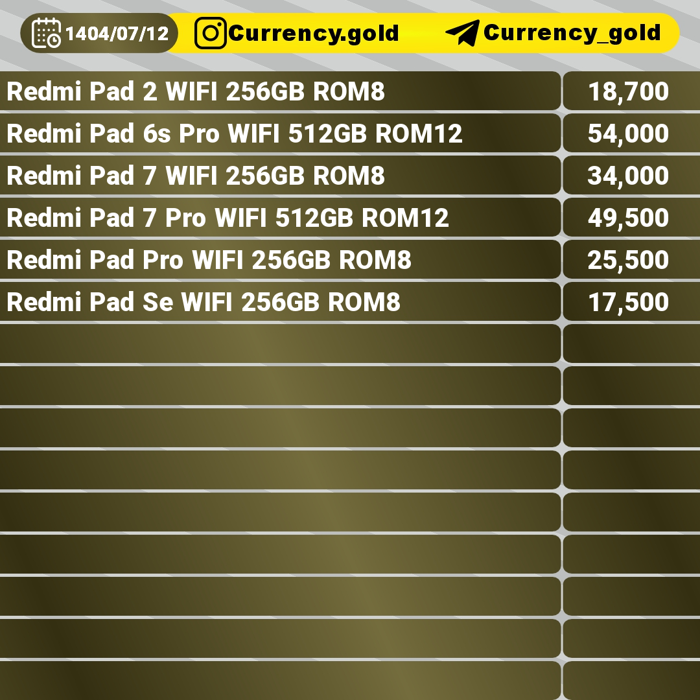 1404/07/12 Currency.gold Currency_gold
Redmi Pad 2 WIFI 256GB ROM8 18,700
Redmi Pad 6s Pro WIFI 512GB ROM12 54,000
Redmi Pad 7 WIFI 256GB ROM8 34,000
Redmi Pad 7 Pro WIFI 512GB ROM12 49,500
Redmi Pad Pro WIFI 256GB ROM8 25,500
Redmi Pad Se WIFI 256GB ROM8 17,500